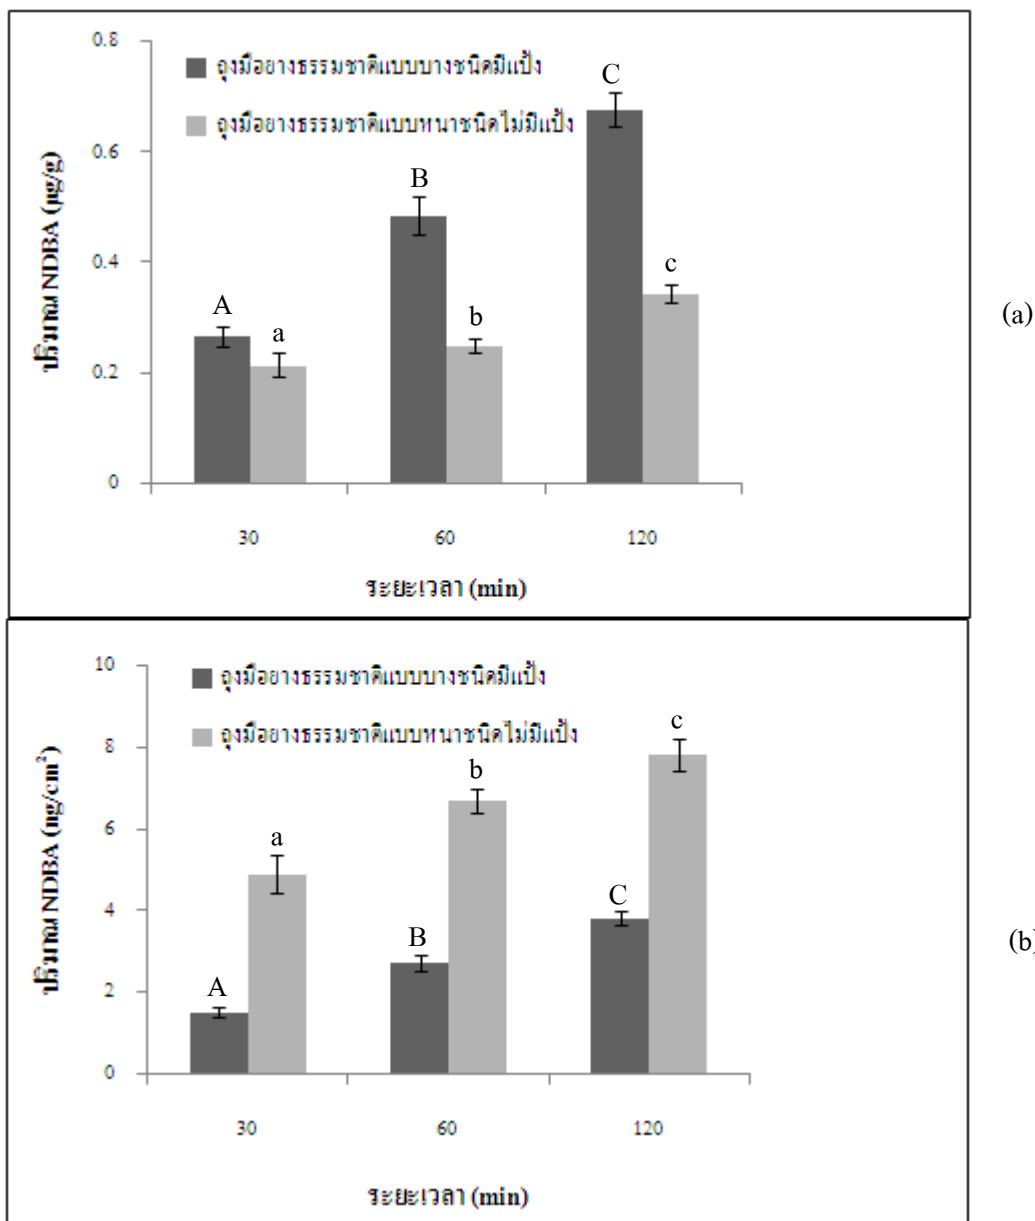 0.8
ถุงมือยางธรรมชาติแบบบางชนิดมีแป้ง
C
ถุงมือยางธรรมชาติแบบหนาชนิดไม่มีแป้ง
0.6
B
ปริมาณ NDBA (µg/g)
0.4
c
A
b
a
(a)
0.2
0
30 60 120
ระยะเวลา (min)
10
ถุงมือยางธรรมชาติแบบบางชนิดมีแป้ง
c
ถุงมือยางธรรมชาติแบบหนาชนิดไม่มีแป้ง
8
b
ปริมาณ NDBA (ng/cm²)
6
a
(b)
4
C
B
2
A
0
30 60 120
ระยะเวลา (min)